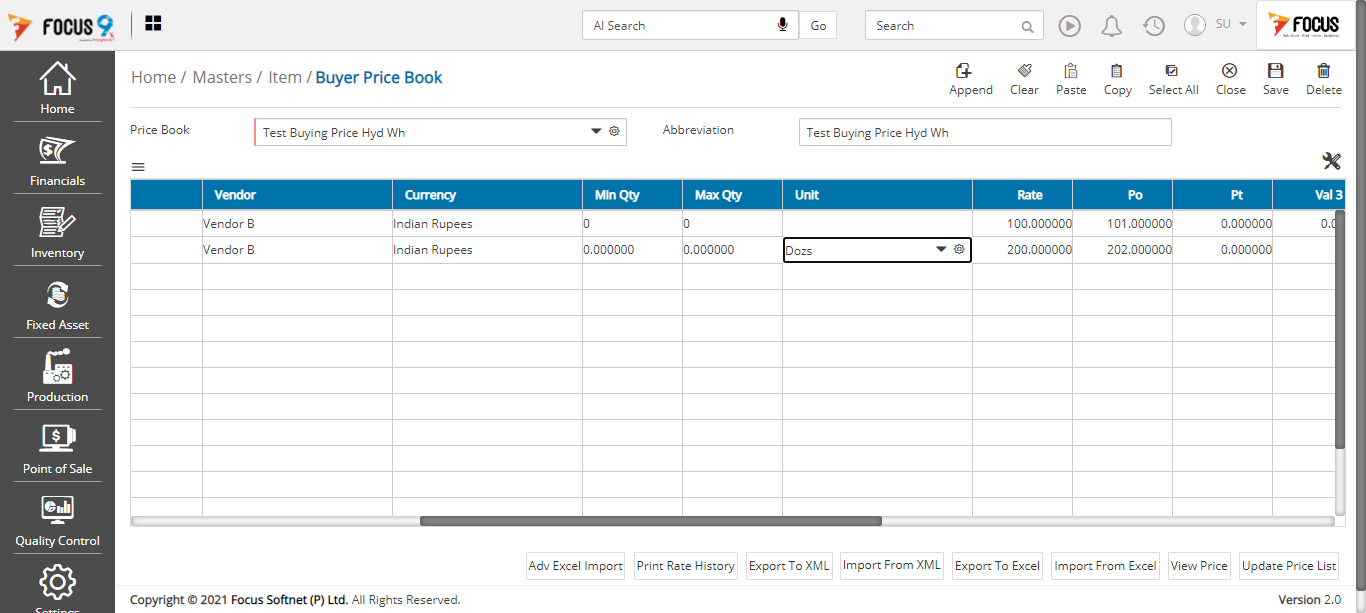 FOCUS 9
AI Search
Go
Search
SU
FOCUS
Home / Masters / Item / Buyer Price Book
Append
Clear
Paste
Copy
Select All
Close
Save
Delete
Home
Financials
Inventory
Fixed Asset
Production
Point of Sale
Quality Control
Settings
Price Book
Test Buying Price Hyd Wh
Abbreviation
Test Buying Price Hyd Wh
Vendor Currency Min Qty Max Qty Unit Rate Po Pt Val 3
Vendor B Indian Rupees 0 0 100.000000 101.000000 0.000000 0.0
Vendor B Indian Rupees 0.000000 0.000000 Dozs 200.000000 202.000000 0.000000
Adv Excel Import
Print Rate History
Export To XML
Import From XML
Export To Excel
Import From Excel
View Price
Update Price List
Copyright © 2021 Focus Softnet (P) Ltd. All Rights Reserved.
Version 2.0